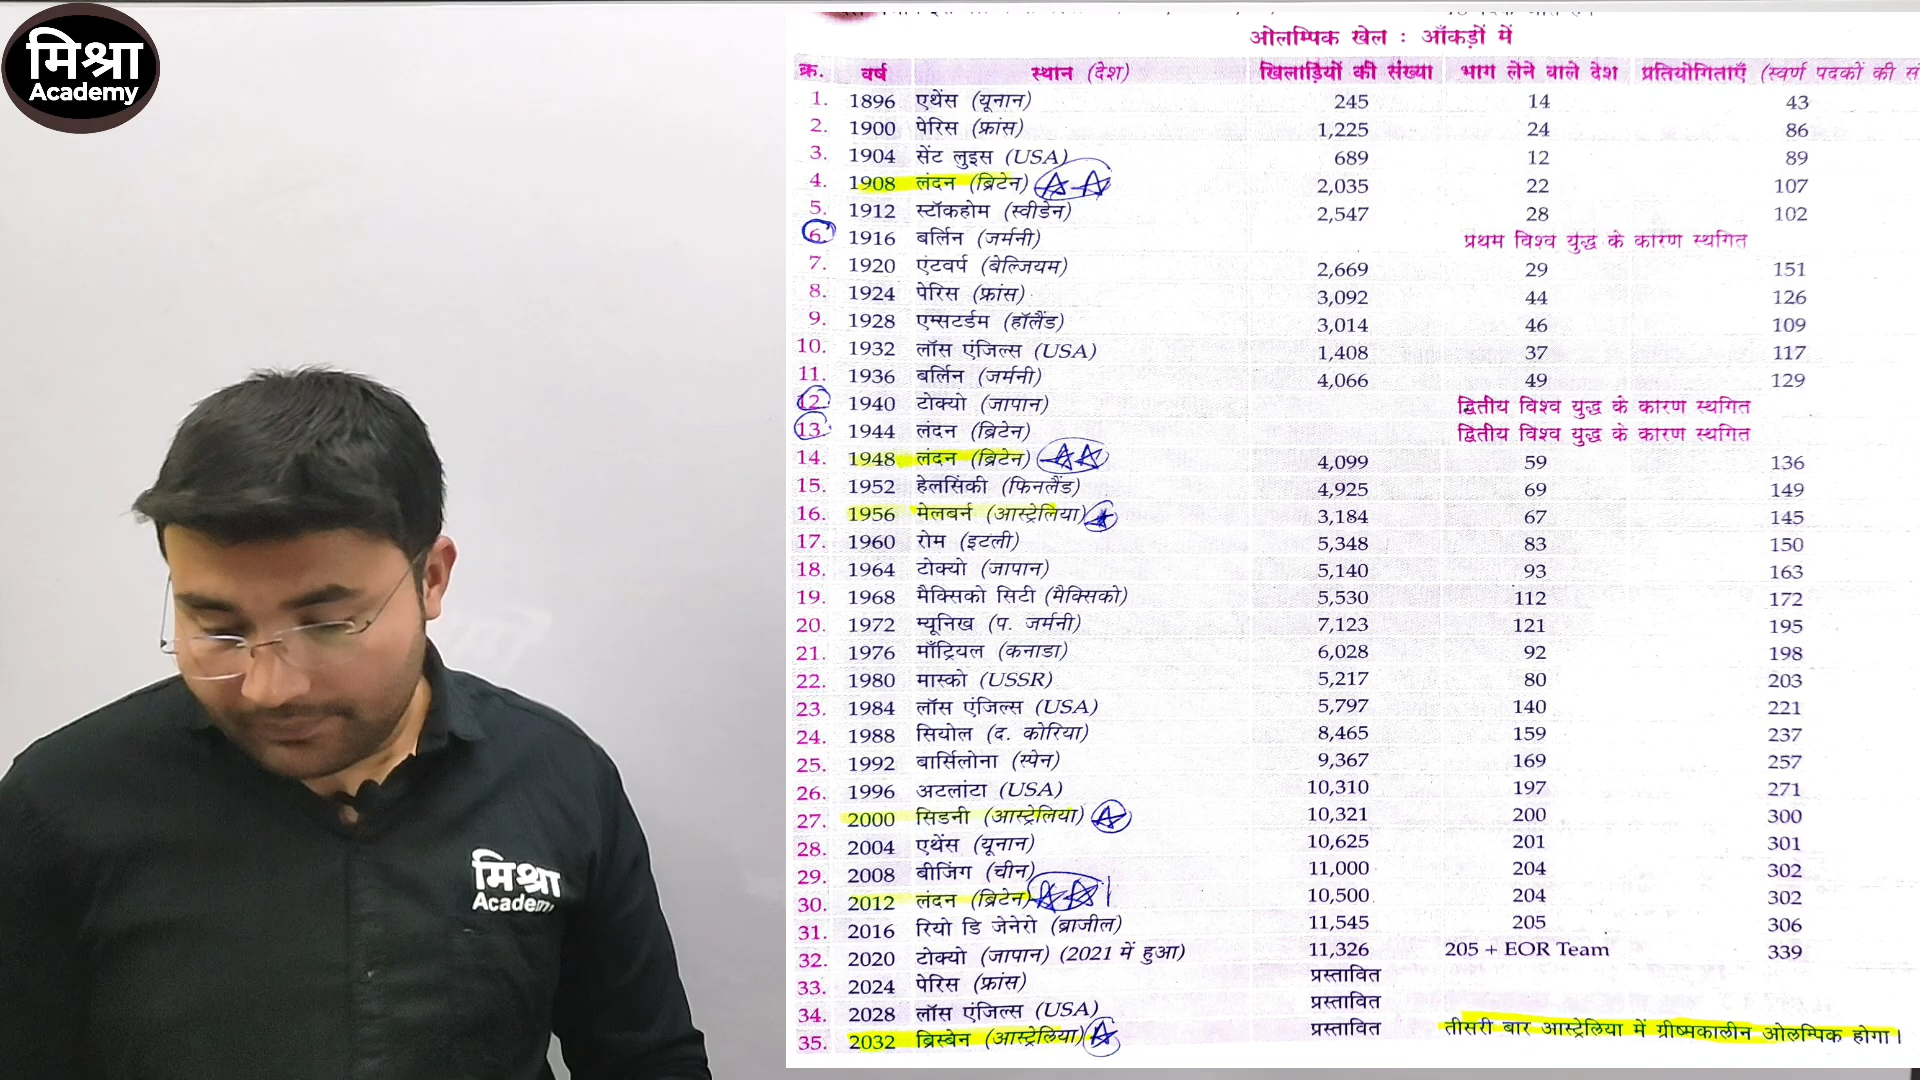 मिश्रा
Academy
ओलम्पिक खेल : आँकड़ों में
क्र. वर्ष स्थान (देश) खिलाड़ियों की संख्या भाग लेने वाले देश प्रतियोगिताएँ (स्वर्ण पदकों की
1. 1896 एथेंस (यूनान) 245 14 43
2. 1900 पेरिस (फ्रांस) 1,225 24 86
3. 1904 सेंट लुइस (USA) 689 12 89
4. 1908 लंदन (ब्रिटेन) 2,035 22 107
5. 1912 स्टॉकहोम (स्वीडेन) 2,547 28 102
6. 1916 बर्लिन (जर्मनी) प्रथम विश्व युद्ध के कारण स्थगित
7. 1920 एंटवर्प (बेल्जियम) 2,669 29 151
8. 1924 पेरिस (फ्रांस) 3,092 44 126
9. 1928 एम्सटर्डम (हॉलैंड) 3,014 46 109
10. 1932 लॉस एंजिल्स (USA) 1,408 37 117
11. 1936 बर्लिन (जर्मनी) 4,066 49 129
12. 1940 टोक्यो (जापान) द्वितीय विश्व युद्ध के कारण स्थगित
13. 1944 लंदन (ब्रिटेन) द्वितीय विश्व युद्ध के कारण स्थगित
14. 1948 लंदन (ब्रिटेन) 4,099 59 136
15. 1952 हेलसिंकी (फिनलैंड) 4,925 69 149
16. 1956 मेलबर्न (आस्ट्रेलिया) 3,184 67 145
17. 1960 रोम (इटली) 5,348 83 150
18. 1964 टोक्यो (जापान) 5,140 93 163
19. 1968 मैक्सिको सिटी (मैक्सिको) 5,530 112 172
20. 1972 म्यूनिख (प. जर्मनी) 7,123 121 195
21. 1976 मॉंट्रियल (कनाडा) 6,028 92 198
22. 1980 मास्को (USSR) 5,217 80 203
23. 1984 लॉस एंजिल्स (USA) 5,797 140 221
24. 1988 सियोल (द. कोरिया) 8,465 159 237
25. 1992 बार्सिलोना (स्पेन) 9,367 169 257
26. 1996 अटलांटा (USA) 10,310 197 271
27. 2000 सिडनी (आस्ट्रेलिया) 10,321 200 300
28. 2004 एथेंस (यूनान) 10,625 201 301
29. 2008 बीजिंग (चीन) 11,000 204 302
30. 2012 लंदन (ब्रिटेन) 10,500 204 302
31. 2016 रियो डि जेनेरो (ब्राजील) 11,545 205 306
32. 2020 टोक्यो (जापान) (2021 में हुआ) 11,326 205 + EOR Team 339
33. 2024 पेरिस (फ्रांस) प्रस्तावित
34. 2028 लॉस एंजिल्स (USA) प्रस्तावित
35. 2032 ब्रिस्बेन (आस्ट्रेलिया) प्रस्तावित तीसरी बार आस्ट्रेलिया में ग्रीष्मकालीन ओलम्पिक होगा।
मिश्रा
Academy